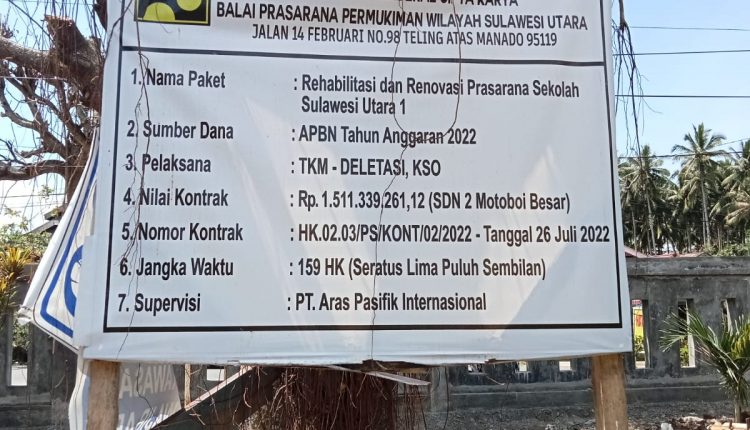 BALAI PRASARANA PERMUKIMAN WILAYAH SULAWESI UTARA
JALAN 14 FEBRUARI NO.98 TELING ATAS MANADO 95119
1. Nama Paket : Rehabilitasi dan Renovasi Prasarana Sekolah
Sulawesi Utara 1
2. Sumber Dana : APBN Tahun Anggaran 2022
3. Pelaksana : TKM - DELETASI, KSO
4. Nilai Kontrak : Rp. 1.511.339.261,12 (SDN 2 Motoboi Besar)
5. Nomor Kontrak : HK.02.03/PS/KONT/02/2022 - Tanggal 26 Juli 2022
6. Jangka Waktu : 159 HK (Seratus Lima Puluh Sembilan)
7. Supervisi : PT. Aras Pasifik Internasional